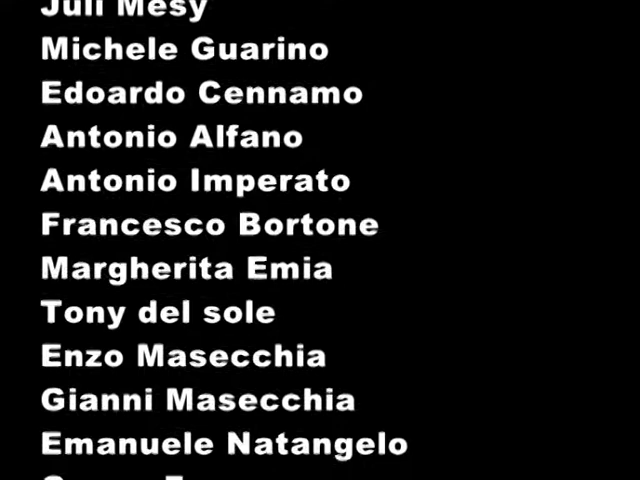 Juli Mesy
Michele Guarino
Edoardo Cennamo
Antonio Alfano
Antonio Imperato
Francesco Bortone
Margherita Emia
Tony del sole
Enzo Masecchia
Gianni Masecchia
Emanuele Natangelo